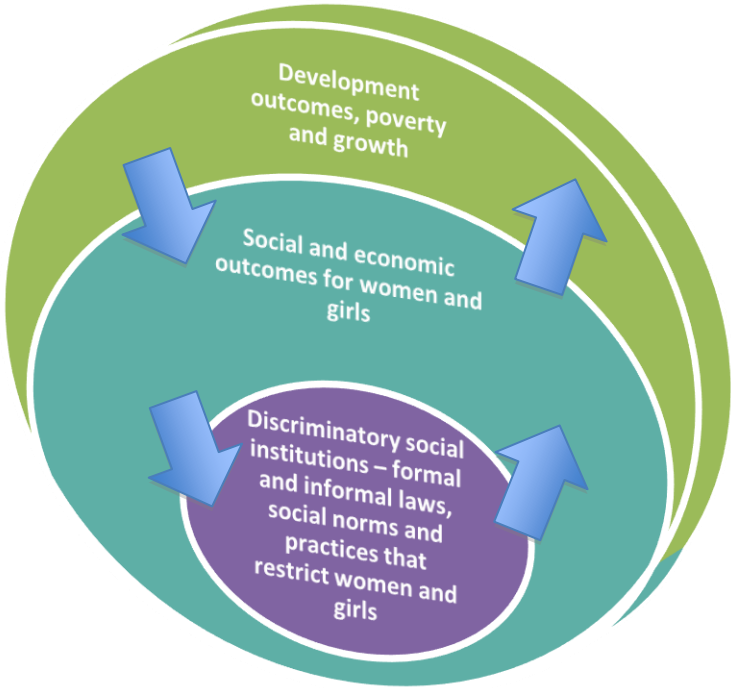 Development
outcomes, poverty
and growth
Social and economic
outcomes for women and
girls
Discriminatory social
institutions – formal
and informal laws,
social norms and
practices that
restrict women and
girls